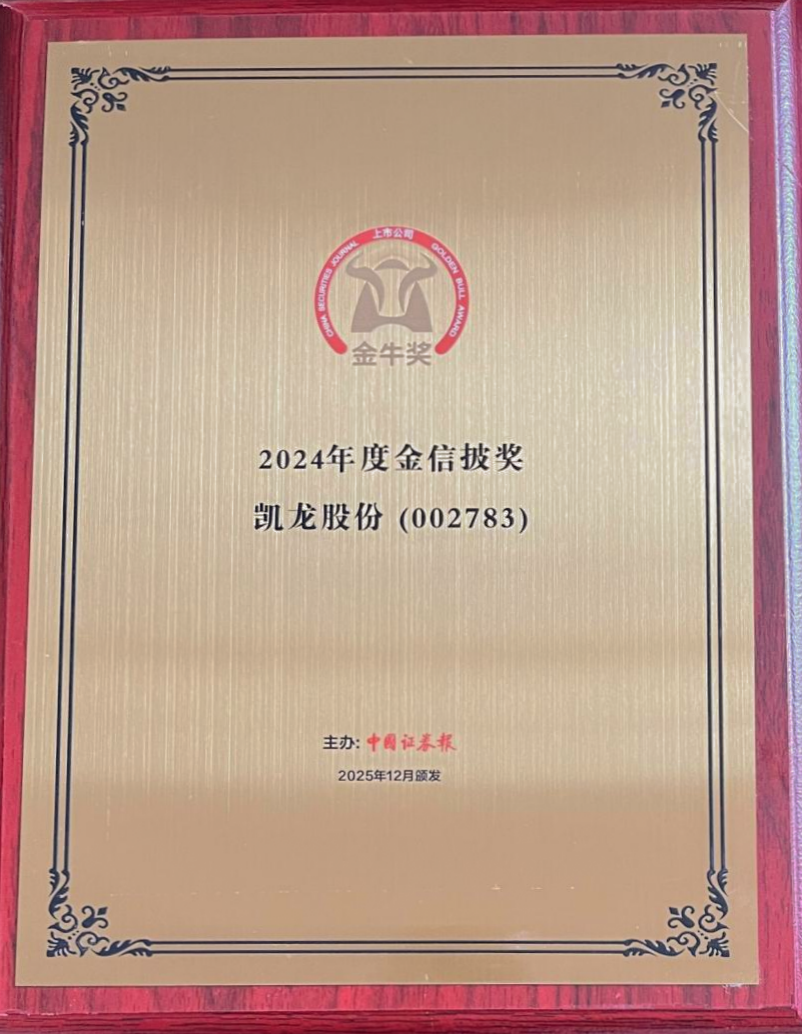 CHINA SECURITIES JOURNAL 上市公司 GOLDEN BULL AWARD
金牛奖
2024年度金信披奖
凯龙股份 (002783)
主办: 中国证券报
2025年12月颁发